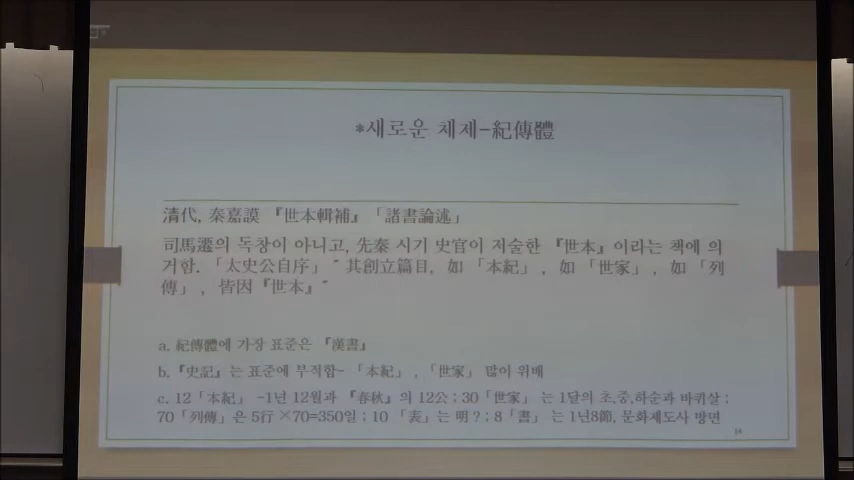 *새로운 체제-紀傳體
清代, 秦嘉謨 『世本輯補』「諸書論述」
司馬遷의 독창이 아니고, 先秦 시기 史官이 저술한 『世本』이라는 책에 의
거함. 「太史公自序」 "其創立篇目, 如 「本紀」, 如 「世家」, 如 「列
傳」, 皆因『世本』"
a. 紀傳體에 가장 표준은 『漢書』
b. 『史記』는 표준에 부적합- 「本紀」, 「世家」 많이 위배
c. 12「本紀」 -1년 12월과 『春秋』의 12公; 30「世家」 는 1달의 초,중,하순과 바퀴살;
70「列傳」은 5行 ×70=350일; 10 「表」는 明?; 8「書」 는 1년8節, 문화제도사 방면